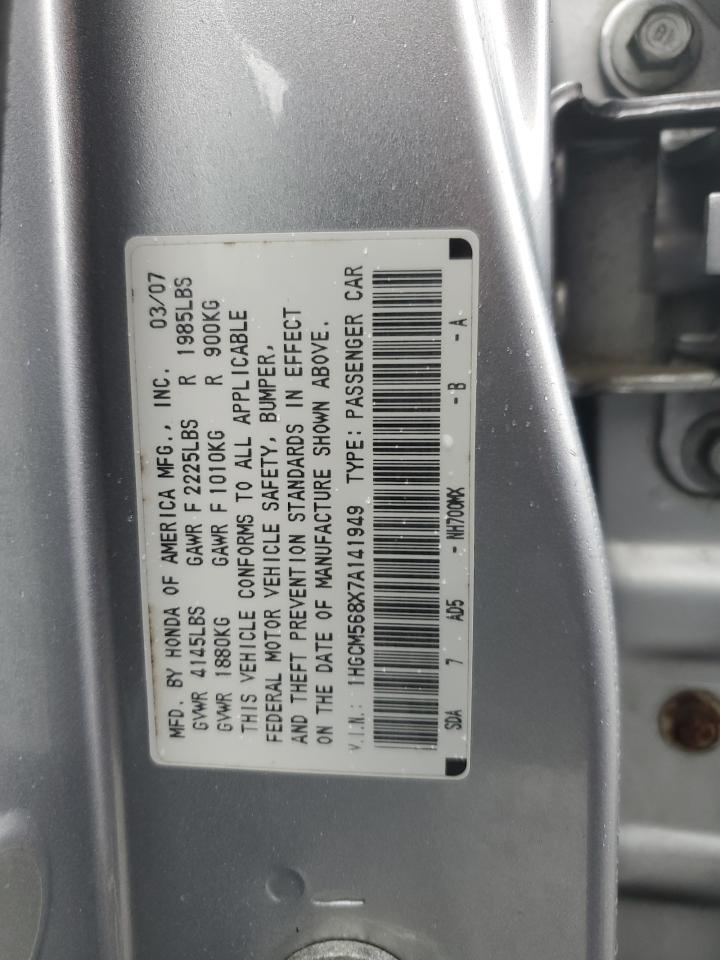 MFD. BY HONDA OF AMERICA MFG., INC. 03/07
GVWR 4145LBS GAWR F 2225LBS R 1985LBS
GVWR 1880KG GAWR F 1010KG R 900KG
THIS VEHICLE CONFORMS TO ALL APPLICABLE
FEDERAL MOTOR VEHICLE SAFETY, BUMPER,
AND THEFT PREVENTION STANDARDS IN EFFECT
ON THE DATE OF MANUFACTURE SHOWN ABOVE.
V.I.N.: 1HGCM568X7A141949 TYPE: PASSENGER CAR
SDA 7 AD5 - NH700MX - B - A